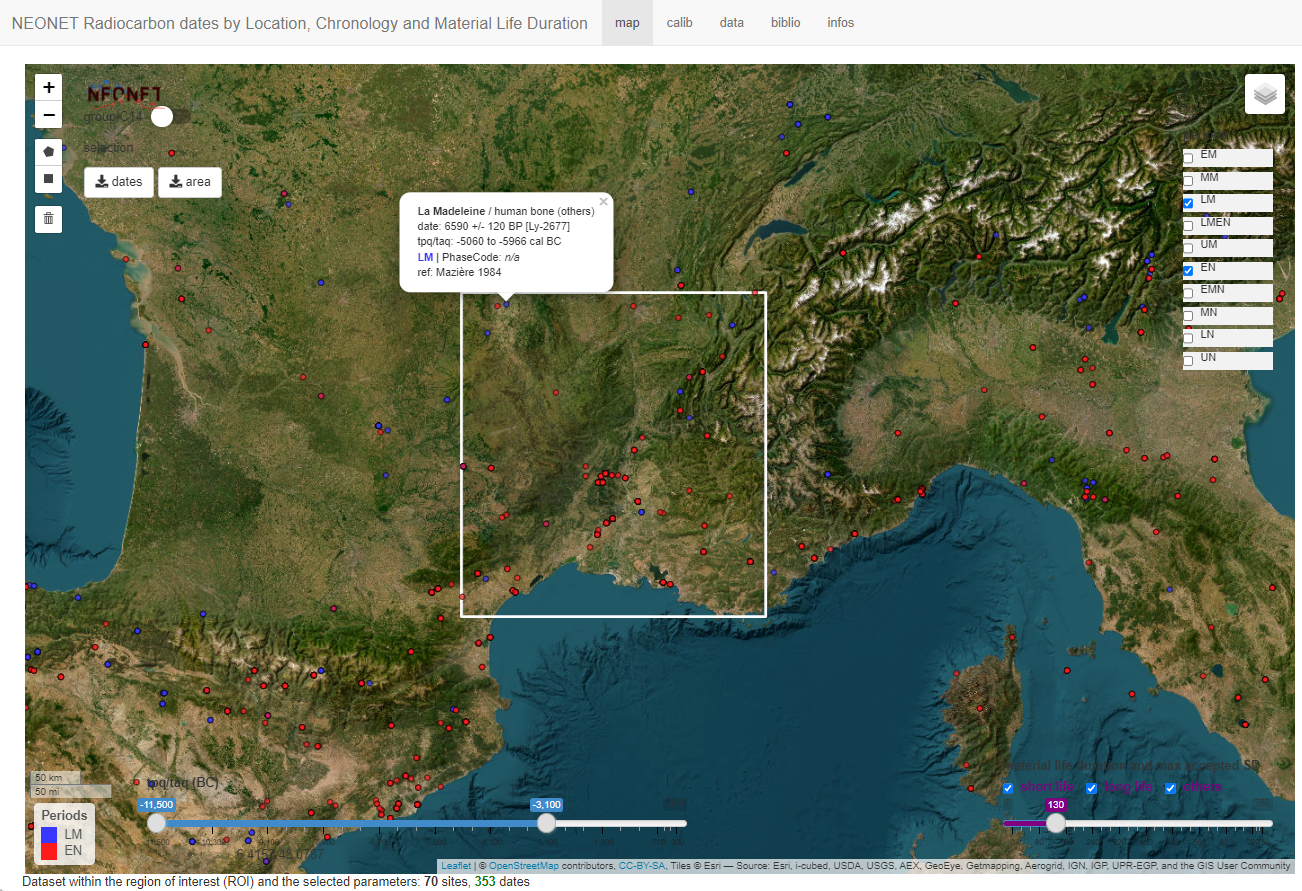 NEONET Radiocarbon dates by Location, Chronology and Material Life Duration map calib data biblio infos
+
NEONET
−
group C14
selection
dates area
EM
MM
LM
LMEN
UM
EN
EMN
MN
LN
UN
La Madeleine / human bone (others) ×
date: 6590 +/- 120 BP [Ly-2677]
tpq/taq: -5060 to -5966 cal BC
LM | PhaseCode: n/a
ref: Mazière 1984
material life duration and max accepted SD
50 km
tpq/taq (BC)
short life long life others
50 mi
-11,500 -3,100
130
Periods
LM
EN
Leaflet | © OpenStreetMap contributors, CC-BY-SA, Tiles © Esri — Source: Esri, i-cubed, USDA, USGS, AEX, GeoEye, Getmapping, Aerogrid, IGN, IGP, UPR-EGP, and the GIS User Community
Dataset within the region of interest (ROI) and the selected parameters: 70 sites, 353 dates